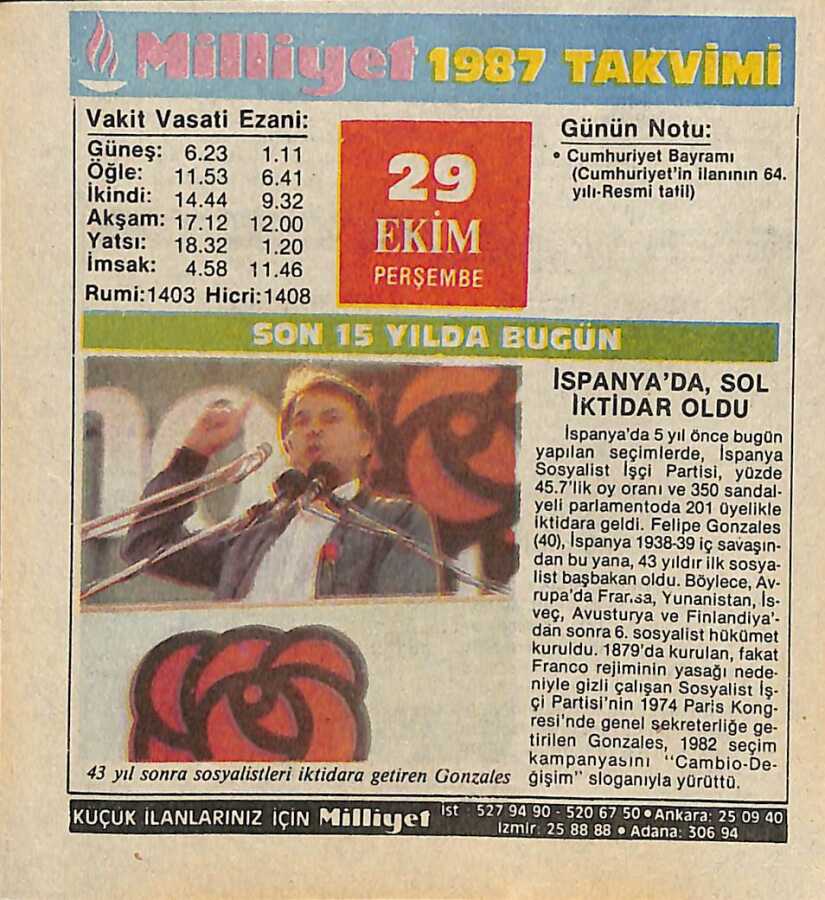 Milliyet 1987 TAKVİMİ
Vakit Vasati Ezani:
Güneş: 6.23 1.11
Öğle: 11.53 6.41
İkindi: 14.44 9.32
Akşam: 17.12 12.00
Yatsı: 18.32 1.20
İmsak: 4.58 11.46
Rumi:1403 Hicri:1408
29
EKİM
PERŞEMBE
Günün Notu:
• Cumhuriyet Bayramı
(Cumhuriyet'in ilanının 64.
yılı-Resmi tatil)
SON 15 YILDA BUGÜN
İSPANYA'DA, SOL
İKTİDAR OLDU
İspanya'da 5 yıl önce bugün
yapılan seçimlerde, İspanya
Sosyalist İşçi Partisi, yüzde
45.7'lik oy oranı ve 350 sandal-
yeli parlamentoda 201 üyelikle
iktidara geldi. Felipe Gonzales
(40), İspanya 1938-39 iç savaşın-
dan bu yana, 43 yıldır ilk sosya-
list başbakan oldu. Böylece, Av-
rupa'da Fransa, Yunanistan, İs-
veç, Avusturya ve Finlandiya'-
dan sonra 6. sosyalist hükümet
kuruldu. 1879'da kurulan, fakat
Franco rejiminin yasağı nede-
niyle gizli çalışan Sosyalist İş-
çi Partisi'nin 1974 Paris Kong-
resi'nde genel sekreterliğe ge-
tirilen Gonzales, 1982 seçim
kampanyasını "Cambio-De-
ğişim" sloganıyla yürüttü.
43 yıl sonra sosyalistleri iktidara getiren Gonzales
KÜÇÜK İLANLARINIZ İÇİN Milliyet İst 527 94 90 - 520 67 50 • Ankara: 25 09 40
İzmir: 25 88 88 • Adana: 306 94